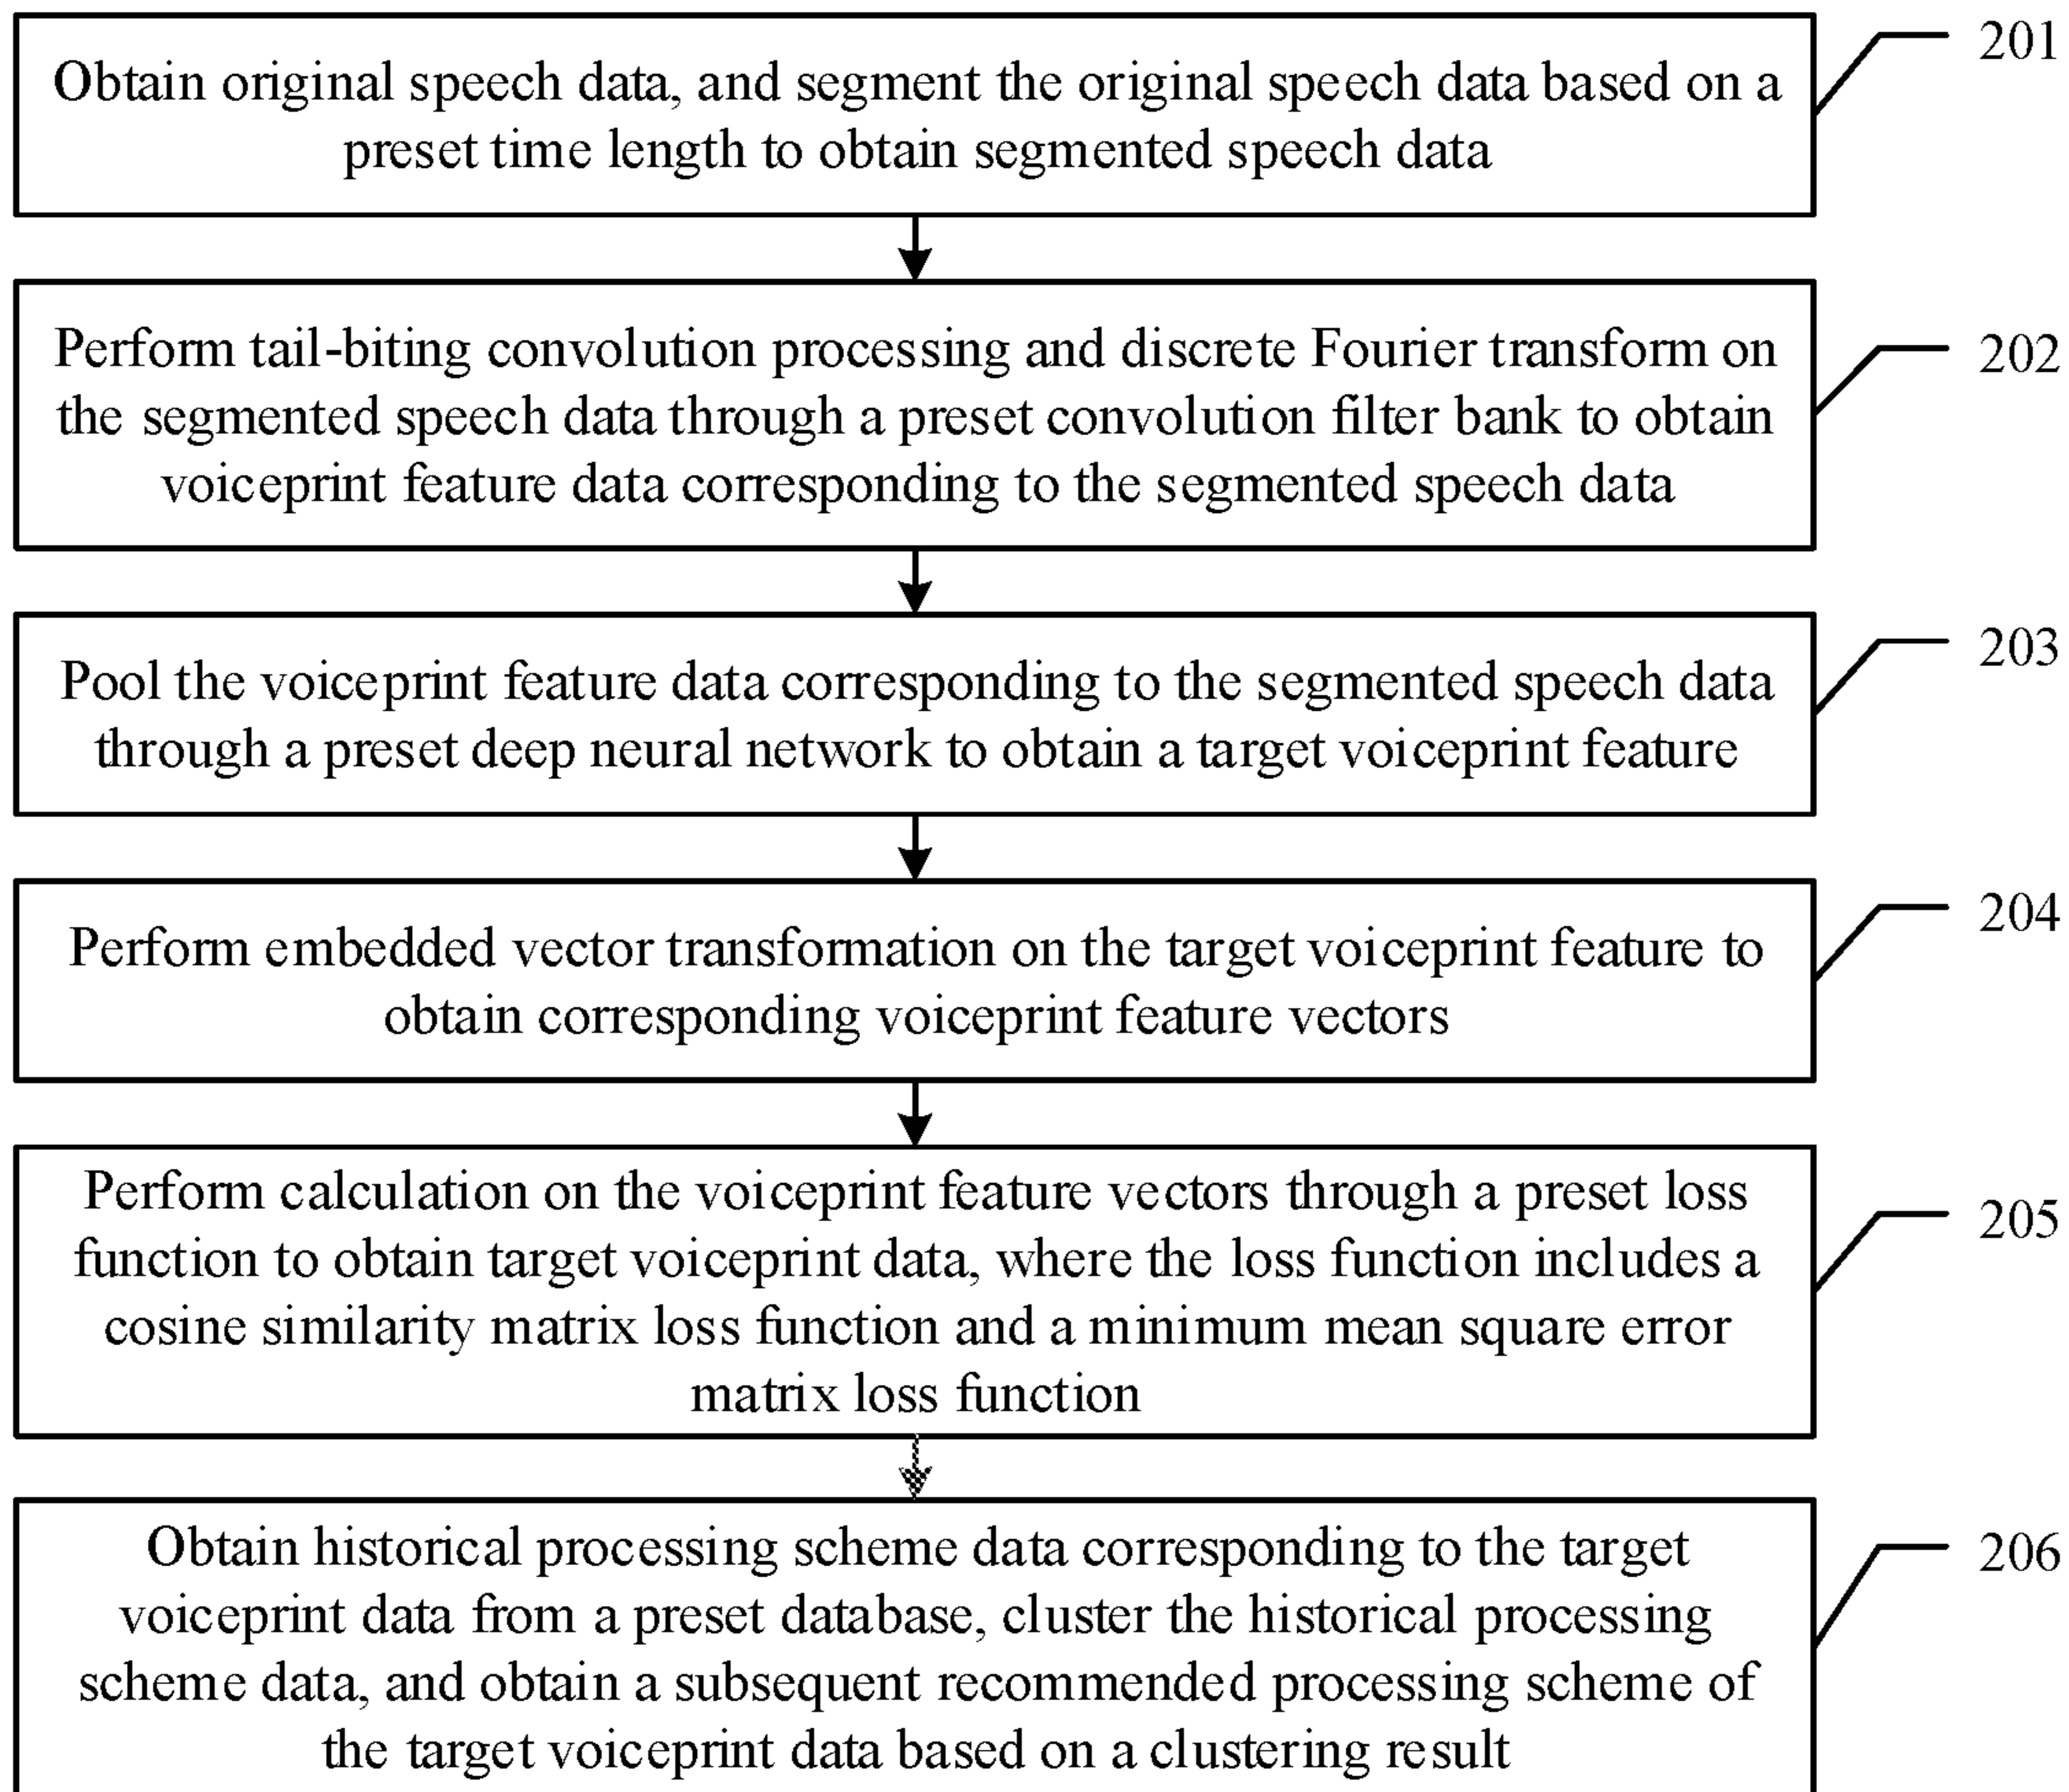 Obtain original speech data, and segment the original speech data based on a
preset time length to obtain segmented speech data
201
Perform tail-biting convolution processing and discrete Fourier transform on
the segmented speech data through a preset convolution filter bank to obtain
voiceprint feature data corresponding to the segmented speech data
202
Pool the voiceprint feature data corresponding to the segmented speech data
through a preset deep neural network to obtain a target voiceprint feature
203
Perform embedded vector transformation on the target voiceprint feature to
obtain corresponding voiceprint feature vectors
204
Perform calculation on the voiceprint feature vectors through a preset loss
function to obtain target voiceprint data, where the loss function includes a
cosine similarity matrix loss function and a minimum mean square error
matrix loss function
205
Obtain historical processing scheme data corresponding to the target
voiceprint data from a preset database, cluster the historical processing
scheme data, and obtain a subsequent recommended processing scheme of
the target voiceprint data based on a clustering result
206